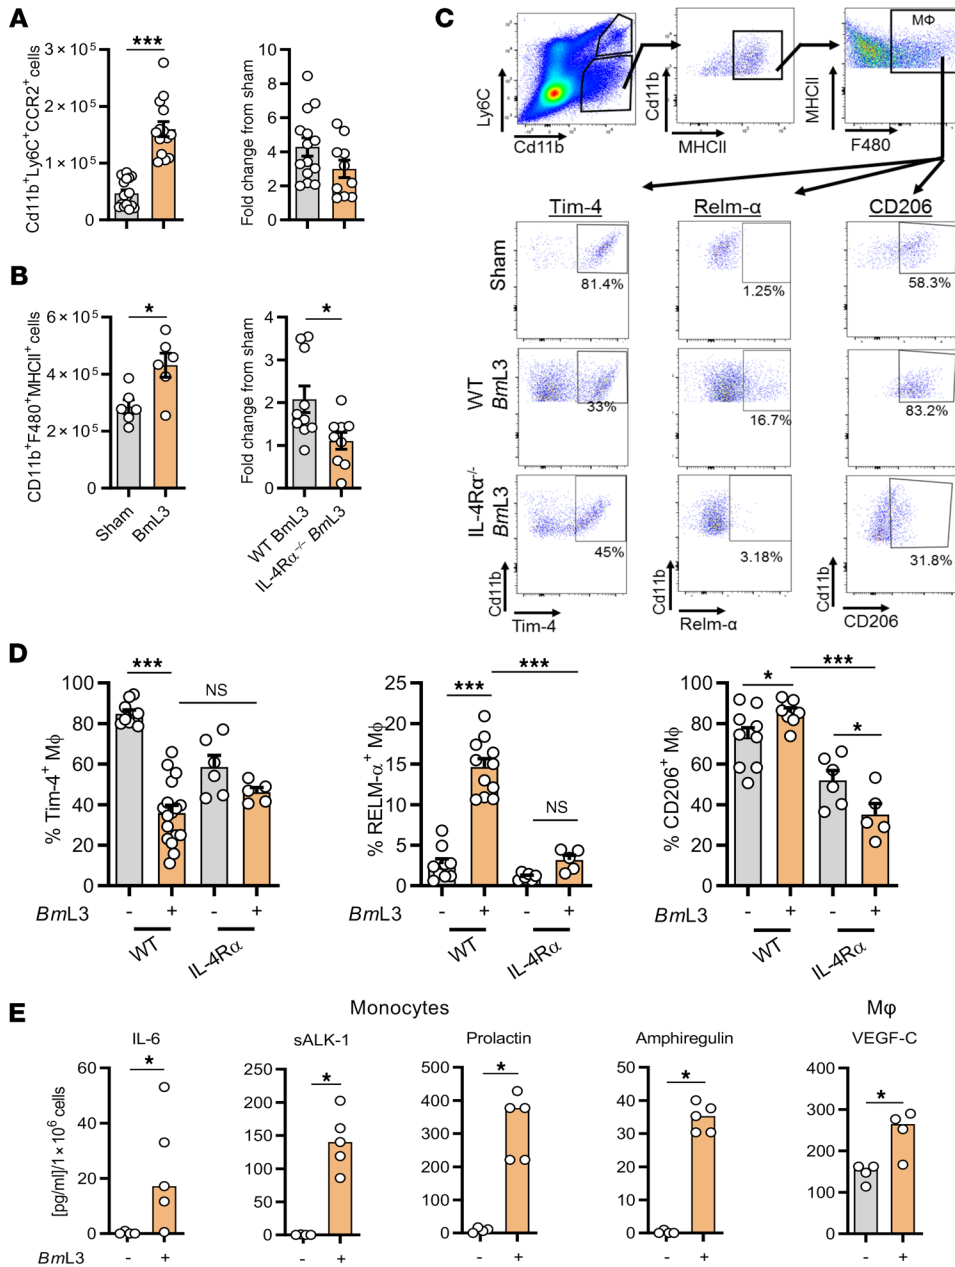 A
Cd11b⁺Ly6C⁺CCR2⁺ cells
3 × 10⁵
2 × 10⁵
1 × 10⁵
0
***
Fold change from sham
10
8
6
4
2
0
B
CD11b⁺F480⁺MHCII⁺ cells
6 × 10⁵
4 × 10⁵
2 × 10⁵
0
*
Sham
BmL3
Fold change from sham
4
3
2
1
0
*
WT BmL3
IL-4Rα⁻/⁻ BmL3
C
Ly6C
Cd11b
Cd11b
MHCII
MHCII
F480
MΦ
Tim-4
Relm-α
CD206
Sham
81.4%
1.25%
58.3%
WT
BmL3
33%
16.7%
83.2%
IL-4Rα⁻/⁻
BmL3
45%
3.18%
31.8%
Cd11b
Tim-4
Cd11b
Relm-α
Cd11b
CD206
D
% Tim-4⁺ Mϕ
100
80
60
40
20
0
***
NS
BmL3
- + - +
WT
IL-4Rα
% RELM-α⁺ Mϕ
25
20
15
10
5
0
***
***
NS
BmL3
- + - +
WT
IL-4Rα
% CD206⁺ Mϕ
100
80
60
40
20
0
*
***
*
BmL3
- + - +
WT
IL-4Rα
E
Monocytes
Mφ
[pg/ml]/1 × 10⁶ cells
IL-6
60
40
20
0
*
BmL3
- +
sALK-1
250
200
150
100
50
0
*
- +
Prolactin
500
400
300
200
100
0
*
- +
Amphiregulin
50
40
30
20
10
0
*
- +
VEGF-C
400
300
200
100
0
*
- +